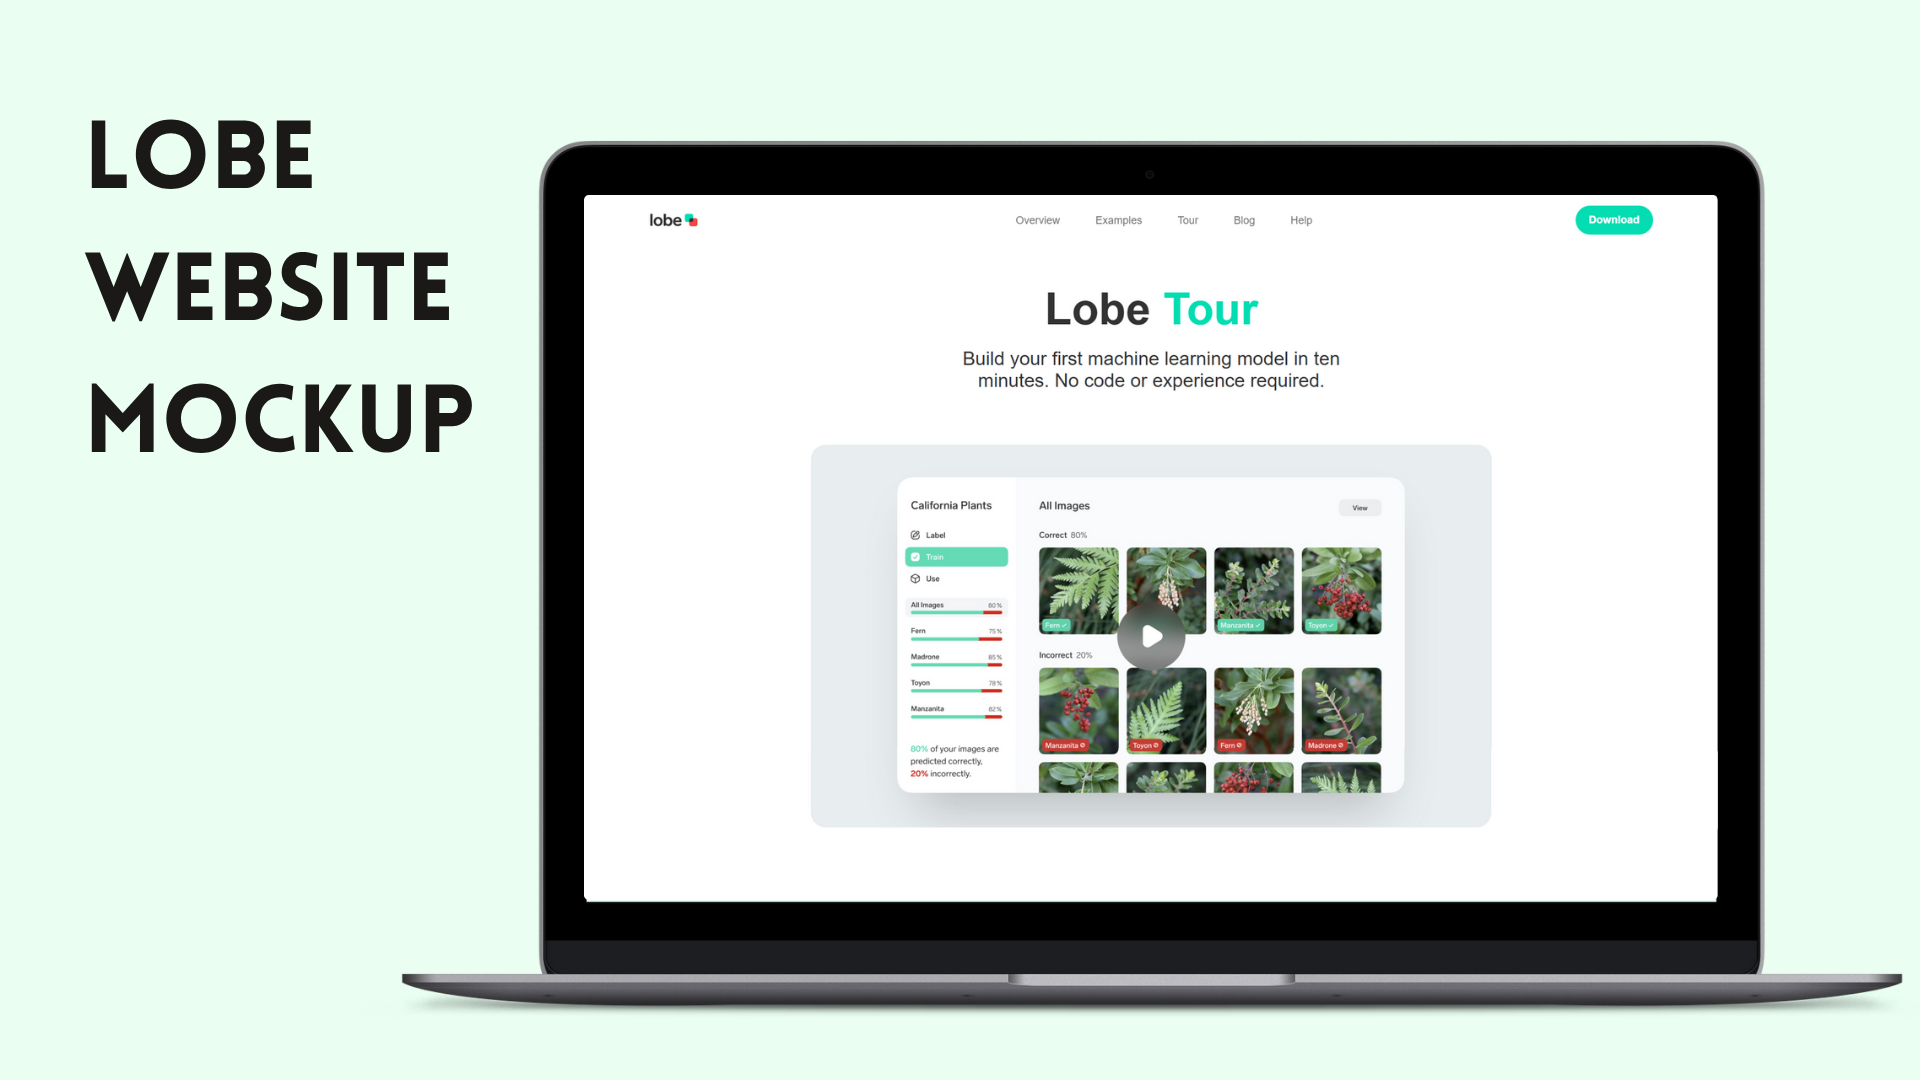 LOBE
WEBSITE
MOCKUP
lobe
Overview Examples Tour Blog Help
Download
Lobe Tour
Build your first machine learning model in ten
minutes. No code or experience required.
California Plants
Label
Train
Use
All Images 60%
Fern 75%
Madrone 85%
Toyon 78%
Manzanita 82%
80% of your images are
predicted correctly,
20% incorrectly.
All Images
View
Correct 80%
Fern
Manzanita
Toyon
Incorrect 20%
Manzanita
Toyon
Fern
Madrone